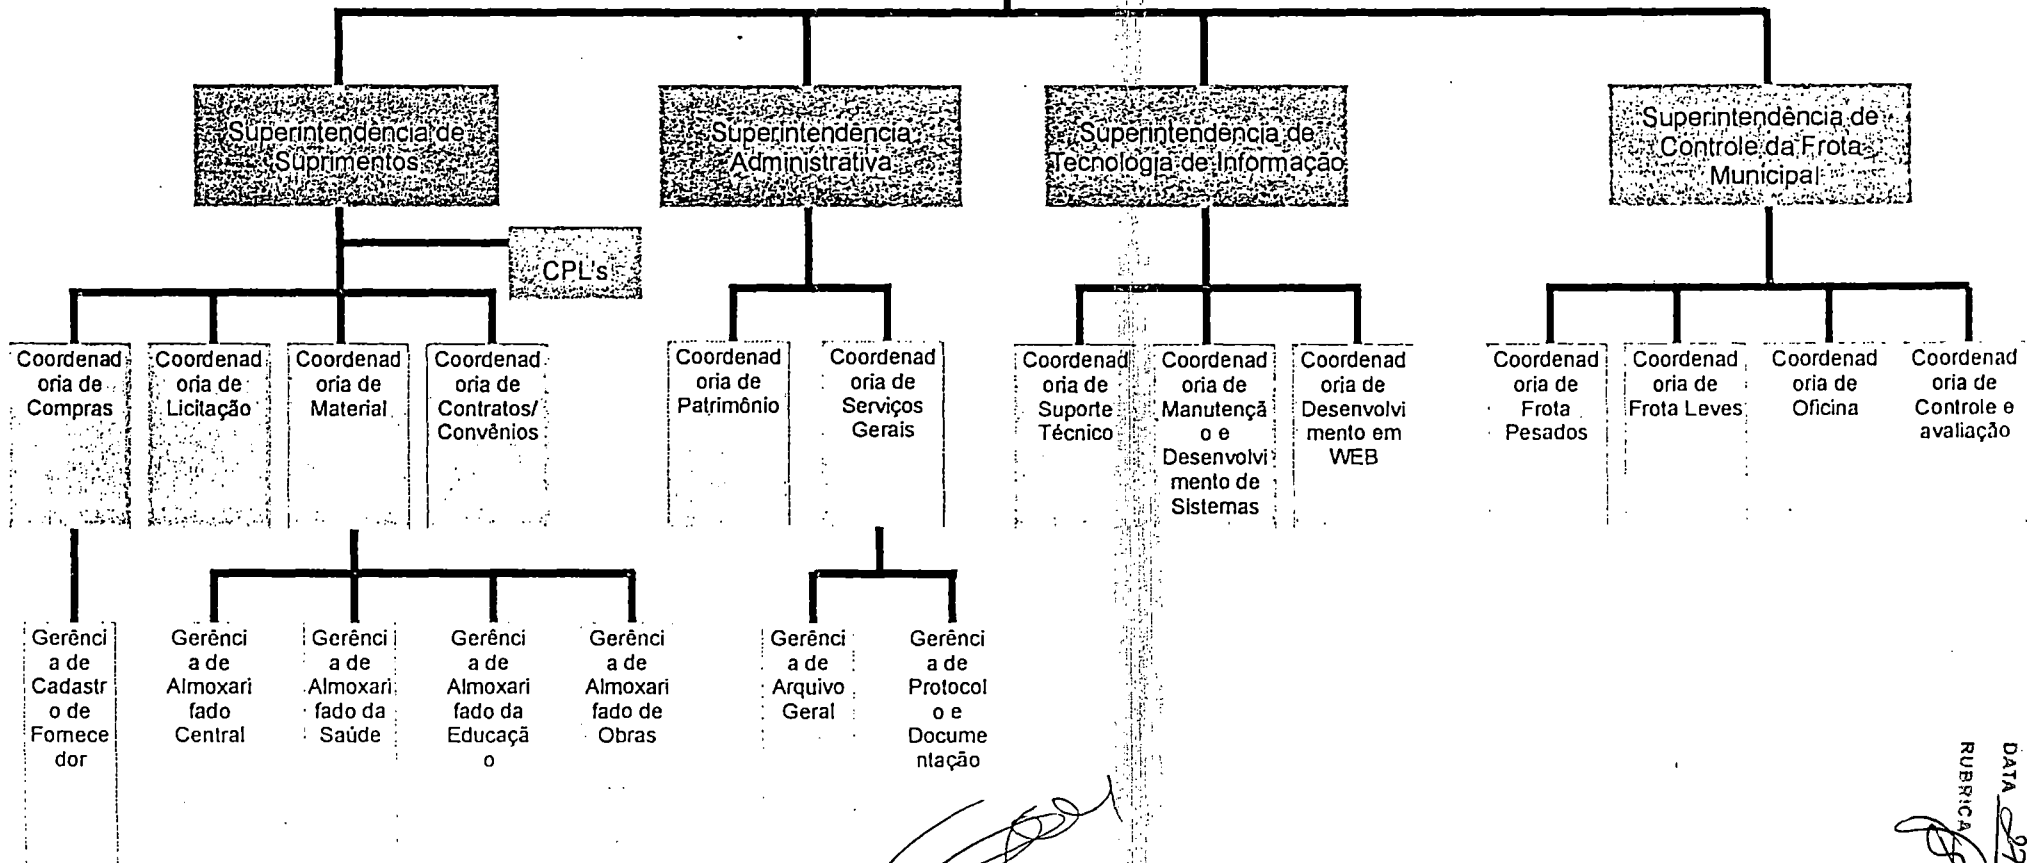 Superintendência de
Suprimentos
Superintendência
Administrativa
Superintendência de
Tecnologia de Informação
Superintendência de
Controle da Frota
Municipal
CPL's
Coordenad
oria de
Compras
Coordenad
oria de
Licitação
Coordenad
oria de
Material
Coordenad
oria de
Contratos/
Convênios
Coordenad
oria de
Patrimônio
Coordenad
oria de
Serviços
Gerais
Coordenad
oria de
Suporte
Técnico
Coordenad
oria de
Manutençã
o e
Desenvolvi
mento de
Sistemas
Coordenad
oria de
Desenvolvi
mento em
WEB
Coordenad
oria de
Frota
Pesados
Coordenad
oria de
Frota Leves
Coordenad
oria de
Oficina
Coordenad
oria de
Controle e
avaliação
Gerênci
a de
Cadastr
o de
Fornece
dor
Gerênci
a de
Almoxari
fado
Central
Gerênci
a de
Almoxari
fado da
Saúde
Gerênci
a de
Almoxari
fado da
Educaçã
o
Gerênci
a de
Almoxari
fado de
Obras
Gerênci
a de
Arquivo
Geral
Gerênci
a de
Protocol
o e
Docume
ntação
DATA
RUBRICA